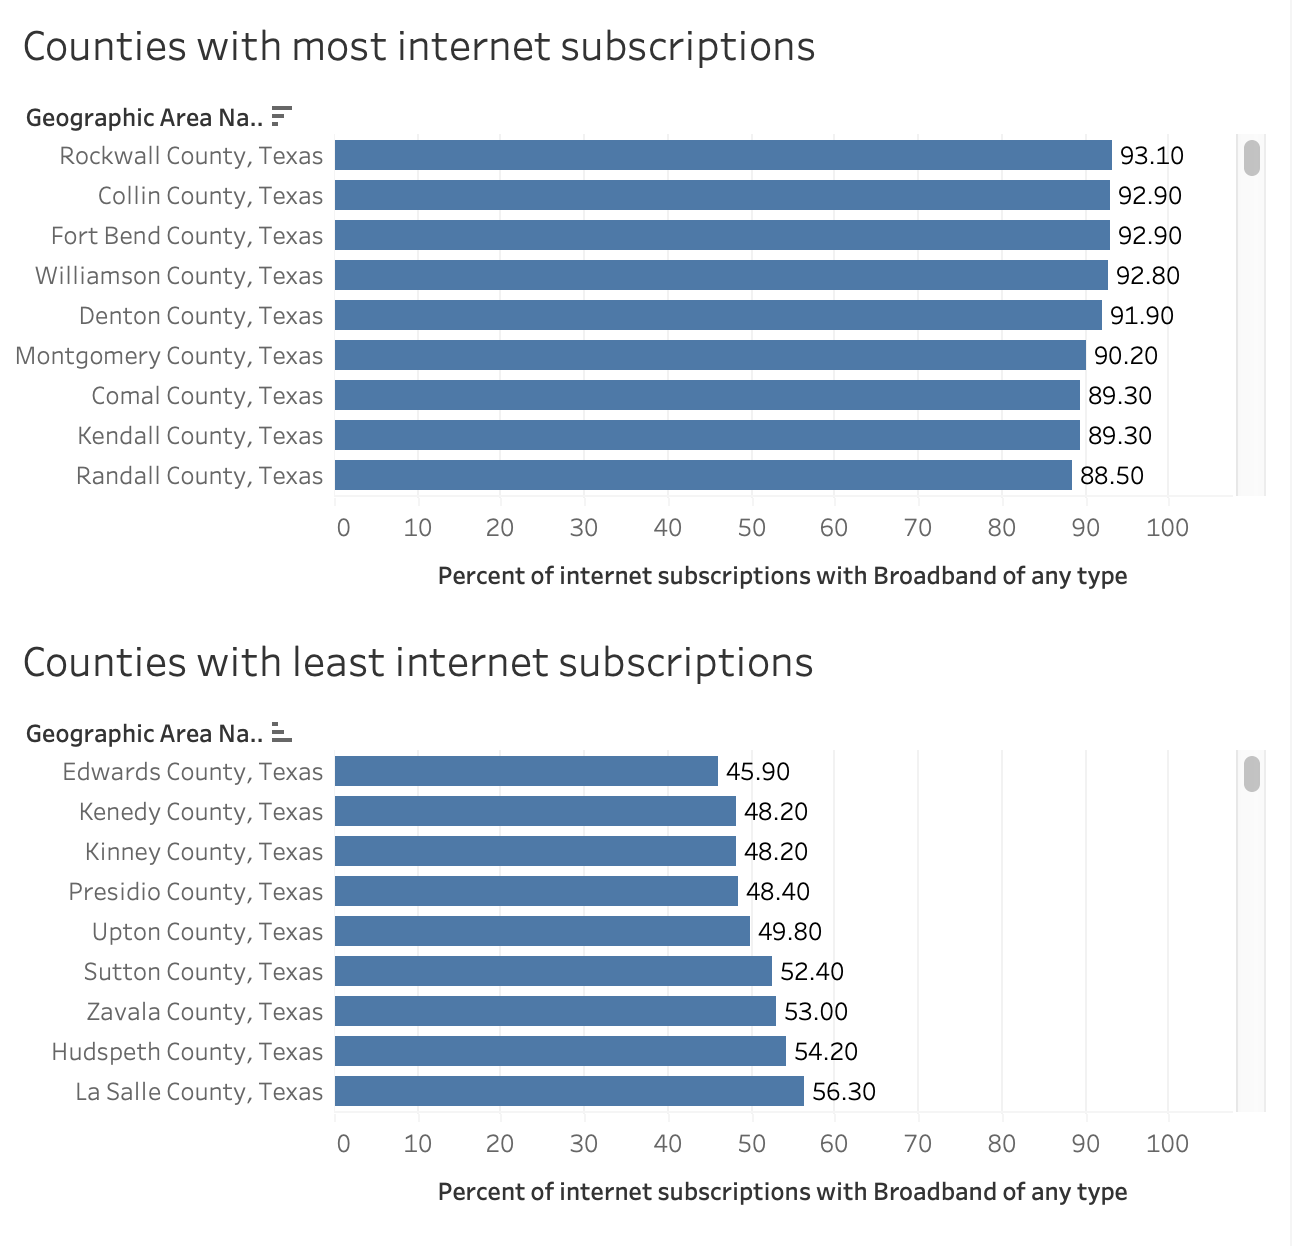 Counties with most internet subscriptions
Geographic Area Na..
Rockwall County, Texas 93.10
Collin County, Texas 92.90
Fort Bend County, Texas 92.90
Williamson County, Texas 92.80
Denton County, Texas 91.90
Montgomery County, Texas 90.20
Comal County, Texas 89.30
Kendall County, Texas 89.30
Randall County, Texas 88.50
0 10 20 30 40 50 60 70 80 90 100
Percent of internet subscriptions with Broadband of any type
Counties with least internet subscriptions
Geographic Area Na..
Edwards County, Texas 45.90
Kenedy County, Texas 48.20
Kinney County, Texas 48.20
Presidio County, Texas 48.40
Upton County, Texas 49.80
Sutton County, Texas 52.40
Zavala County, Texas 53.00
Hudspeth County, Texas 54.20
La Salle County, Texas 56.30
0 10 20 30 40 50 60 70 80 90 100
Percent of internet subscriptions with Broadband of any type